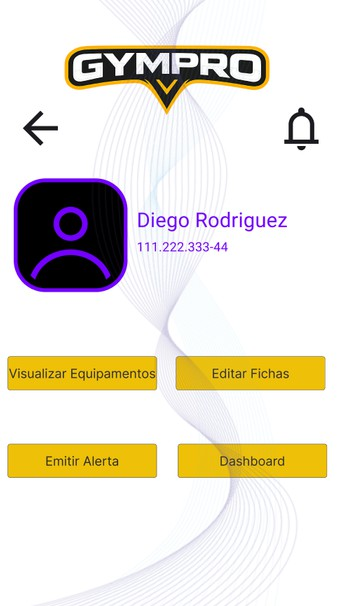 GYMPRO
Diego Rodriguez
111.222.333-44
Visualizar Equipamentos
Editar Fichas
Emitir Alerta
Dashboard